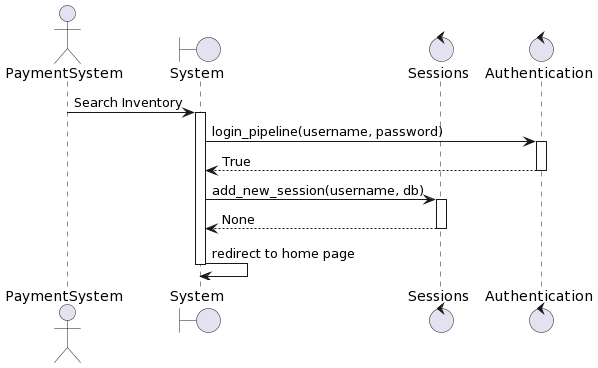 PaymentSystem System Sessions Authentication
Search Inventory
login_pipeline(username, password)
True
add_new_session(username, db)
None
redirect to home page
PaymentSystem System Sessions Authentication